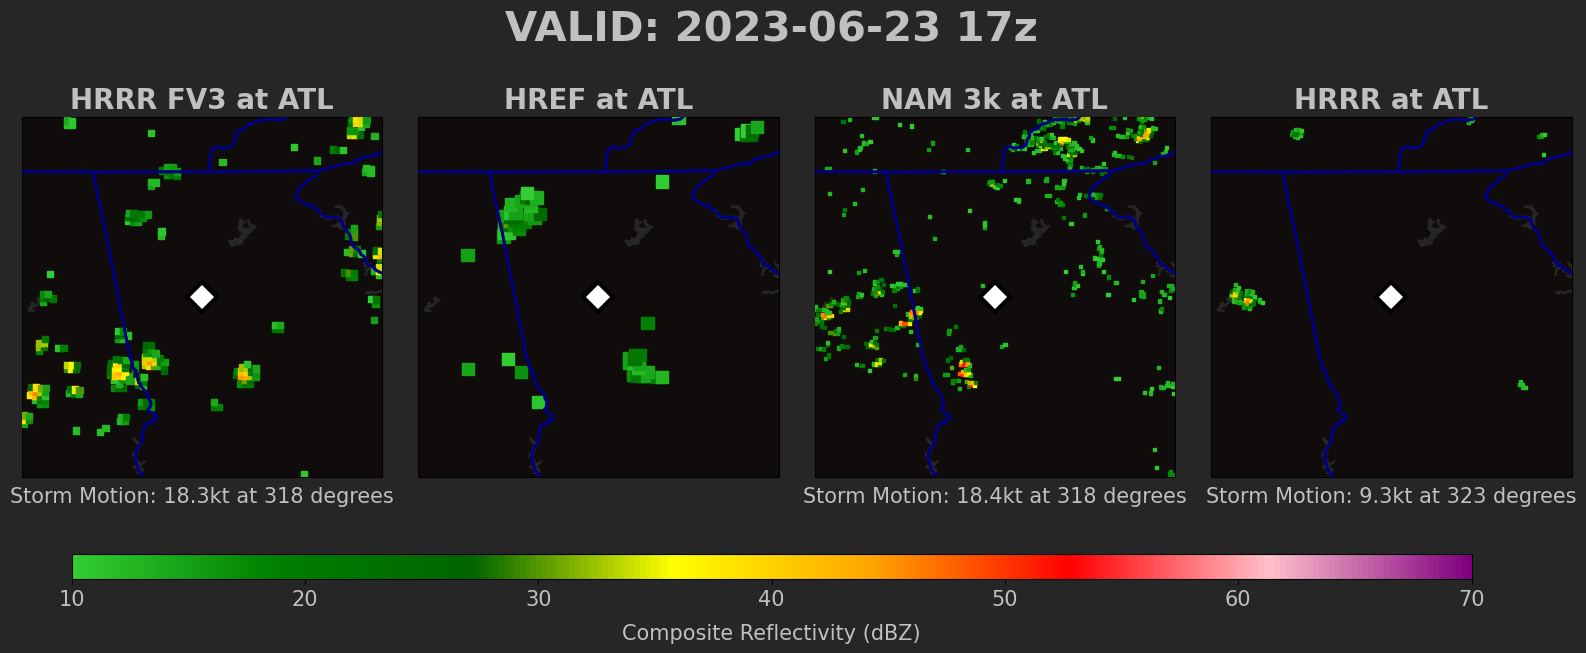 VALID: 2023-06-23 17z
HRRR FV3 at ATL
HREF at ATL
NAM 3k at ATL
HRRR at ATL
Storm Motion: 18.3kt at 318 degrees
Storm Motion: 18.4kt at 318 degrees
Storm Motion: 9.3kt at 323 degrees
10 20 30 40 50 60 70
Composite Reflectivity (dBZ)